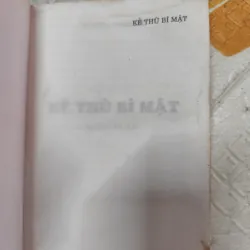 KẺ THÙ BÍ MẬT